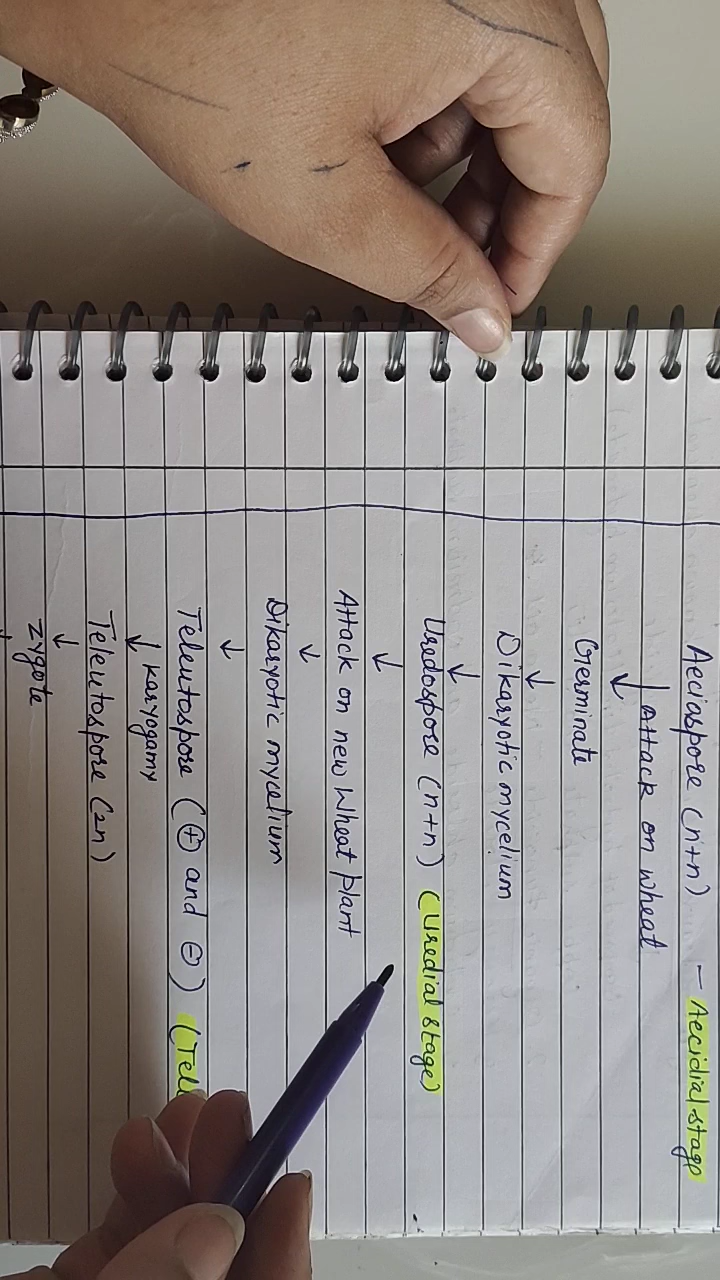 Aeciospore (n+n) - Aecidial stage
↓ Attack on wheat
Germinate
↓
Dikaryotic mycelium
↓
Uredospore (n+n) (Uredial stage)
↓
Attack on new wheat plant
↓
Dikaryotic mycelium
↓
Teleutospore (⊕ and ⊖)
↓ Karyogamy
Teleutospore (2n)
↓
Zygote